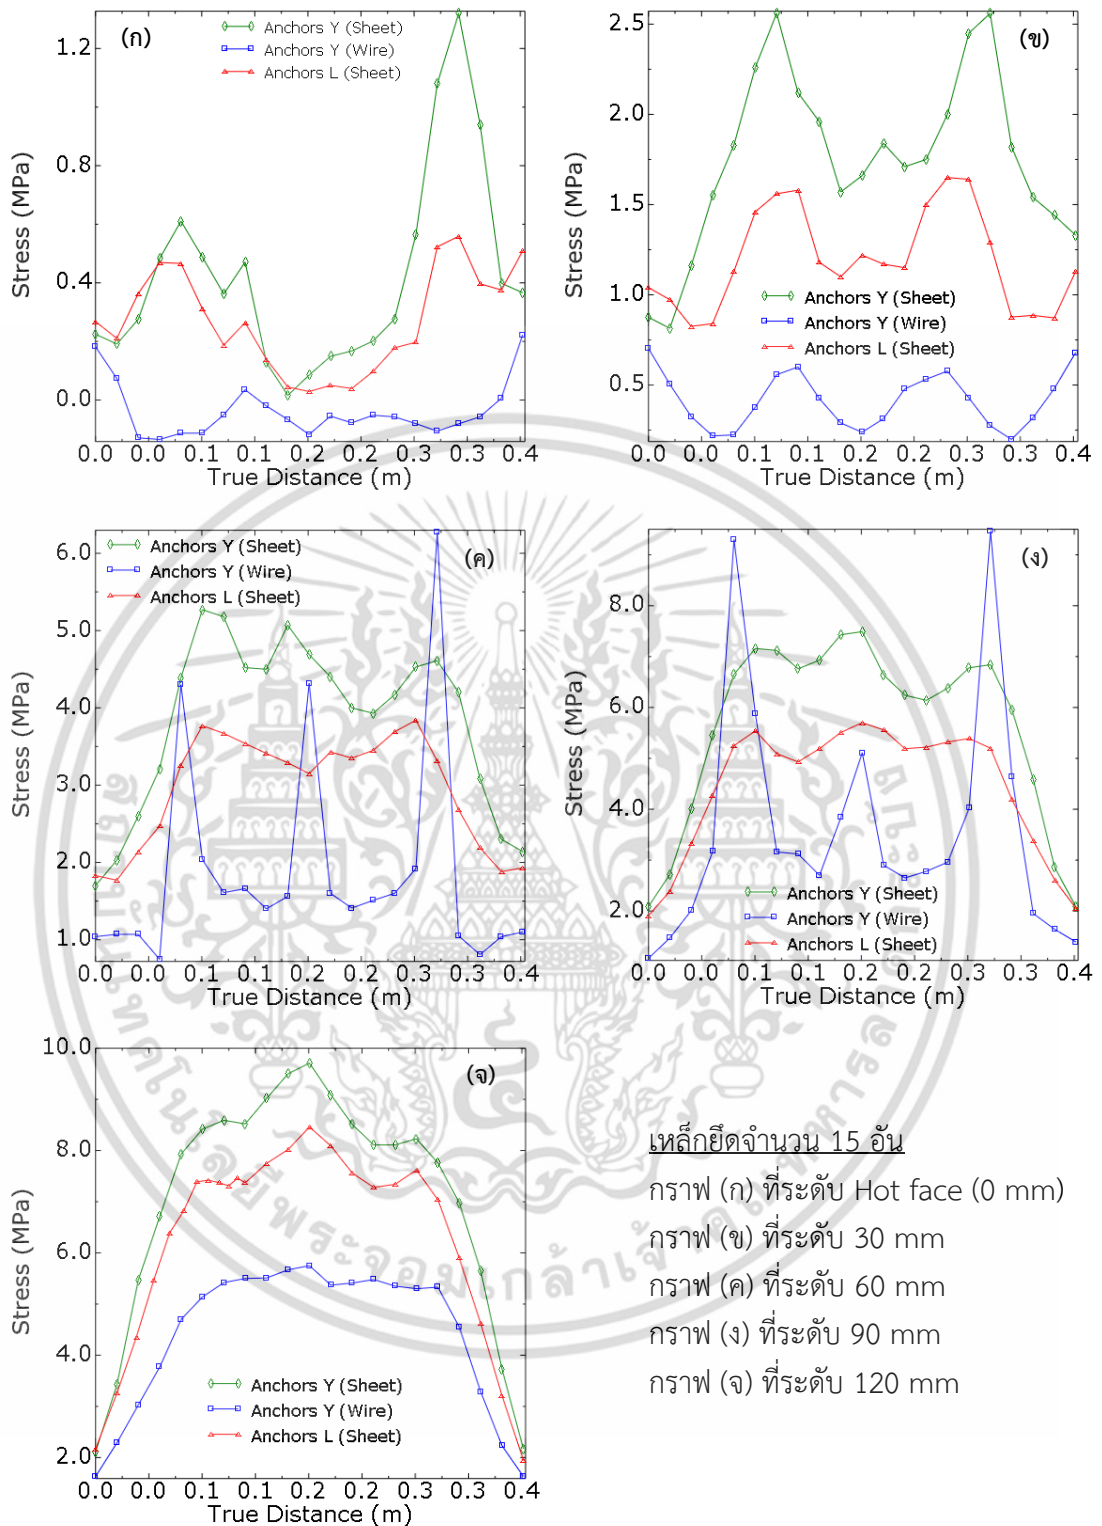 (ก)
Anchors Y (Sheet)
Anchors Y (Wire)
Anchors L (Sheet)
Stress (MPa)
1.2
0.8
0.4
0.0
0.0 0.0 0.1 0.1 0.2 0.2 0.3 0.3 0.4
True Distance (m)
(ข)
Anchors Y (Sheet)
Anchors Y (Wire)
Anchors L (Sheet)
Stress (MPa)
2.5
2.0
1.5
1.0
0.5
0.0 0.0 0.1 0.1 0.2 0.2 0.3 0.3 0.4
True Distance (m)
(ค)
Anchors Y (Sheet)
Anchors Y (Wire)
Anchors L (Sheet)
Stress (MPa)
6.0
5.0
4.0
3.0
2.0
1.0
0.0 0.0 0.1 0.1 0.2 0.2 0.3 0.3 0.4
True Distance (m)
(ง)
Anchors Y (Sheet)
Anchors Y (Wire)
Anchors L (Sheet)
Stress (MPa)
8.0
6.0
4.0
2.0
0.0 0.0 0.1 0.1 0.2 0.2 0.3 0.3 0.4
True Distance (m)
(จ)
Anchors Y (Sheet)
Anchors Y (Wire)
Anchors L (Sheet)
Stress (MPa)
10.0
8.0
6.0
4.0
2.0
0.0 0.0 0.1 0.1 0.2 0.2 0.3 0.3 0.4
True Distance (m)
เหล็กยึดจำนวน 15 อัน
กราฟ (ก) ที่ระดับ Hot face (0 mm)
กราฟ (ข) ที่ระดับ 30 mm
กราฟ (ค) ที่ระดับ 60 mm
กราฟ (ง) ที่ระดับ 90 mm
กราฟ (จ) ที่ระดับ 120 mm